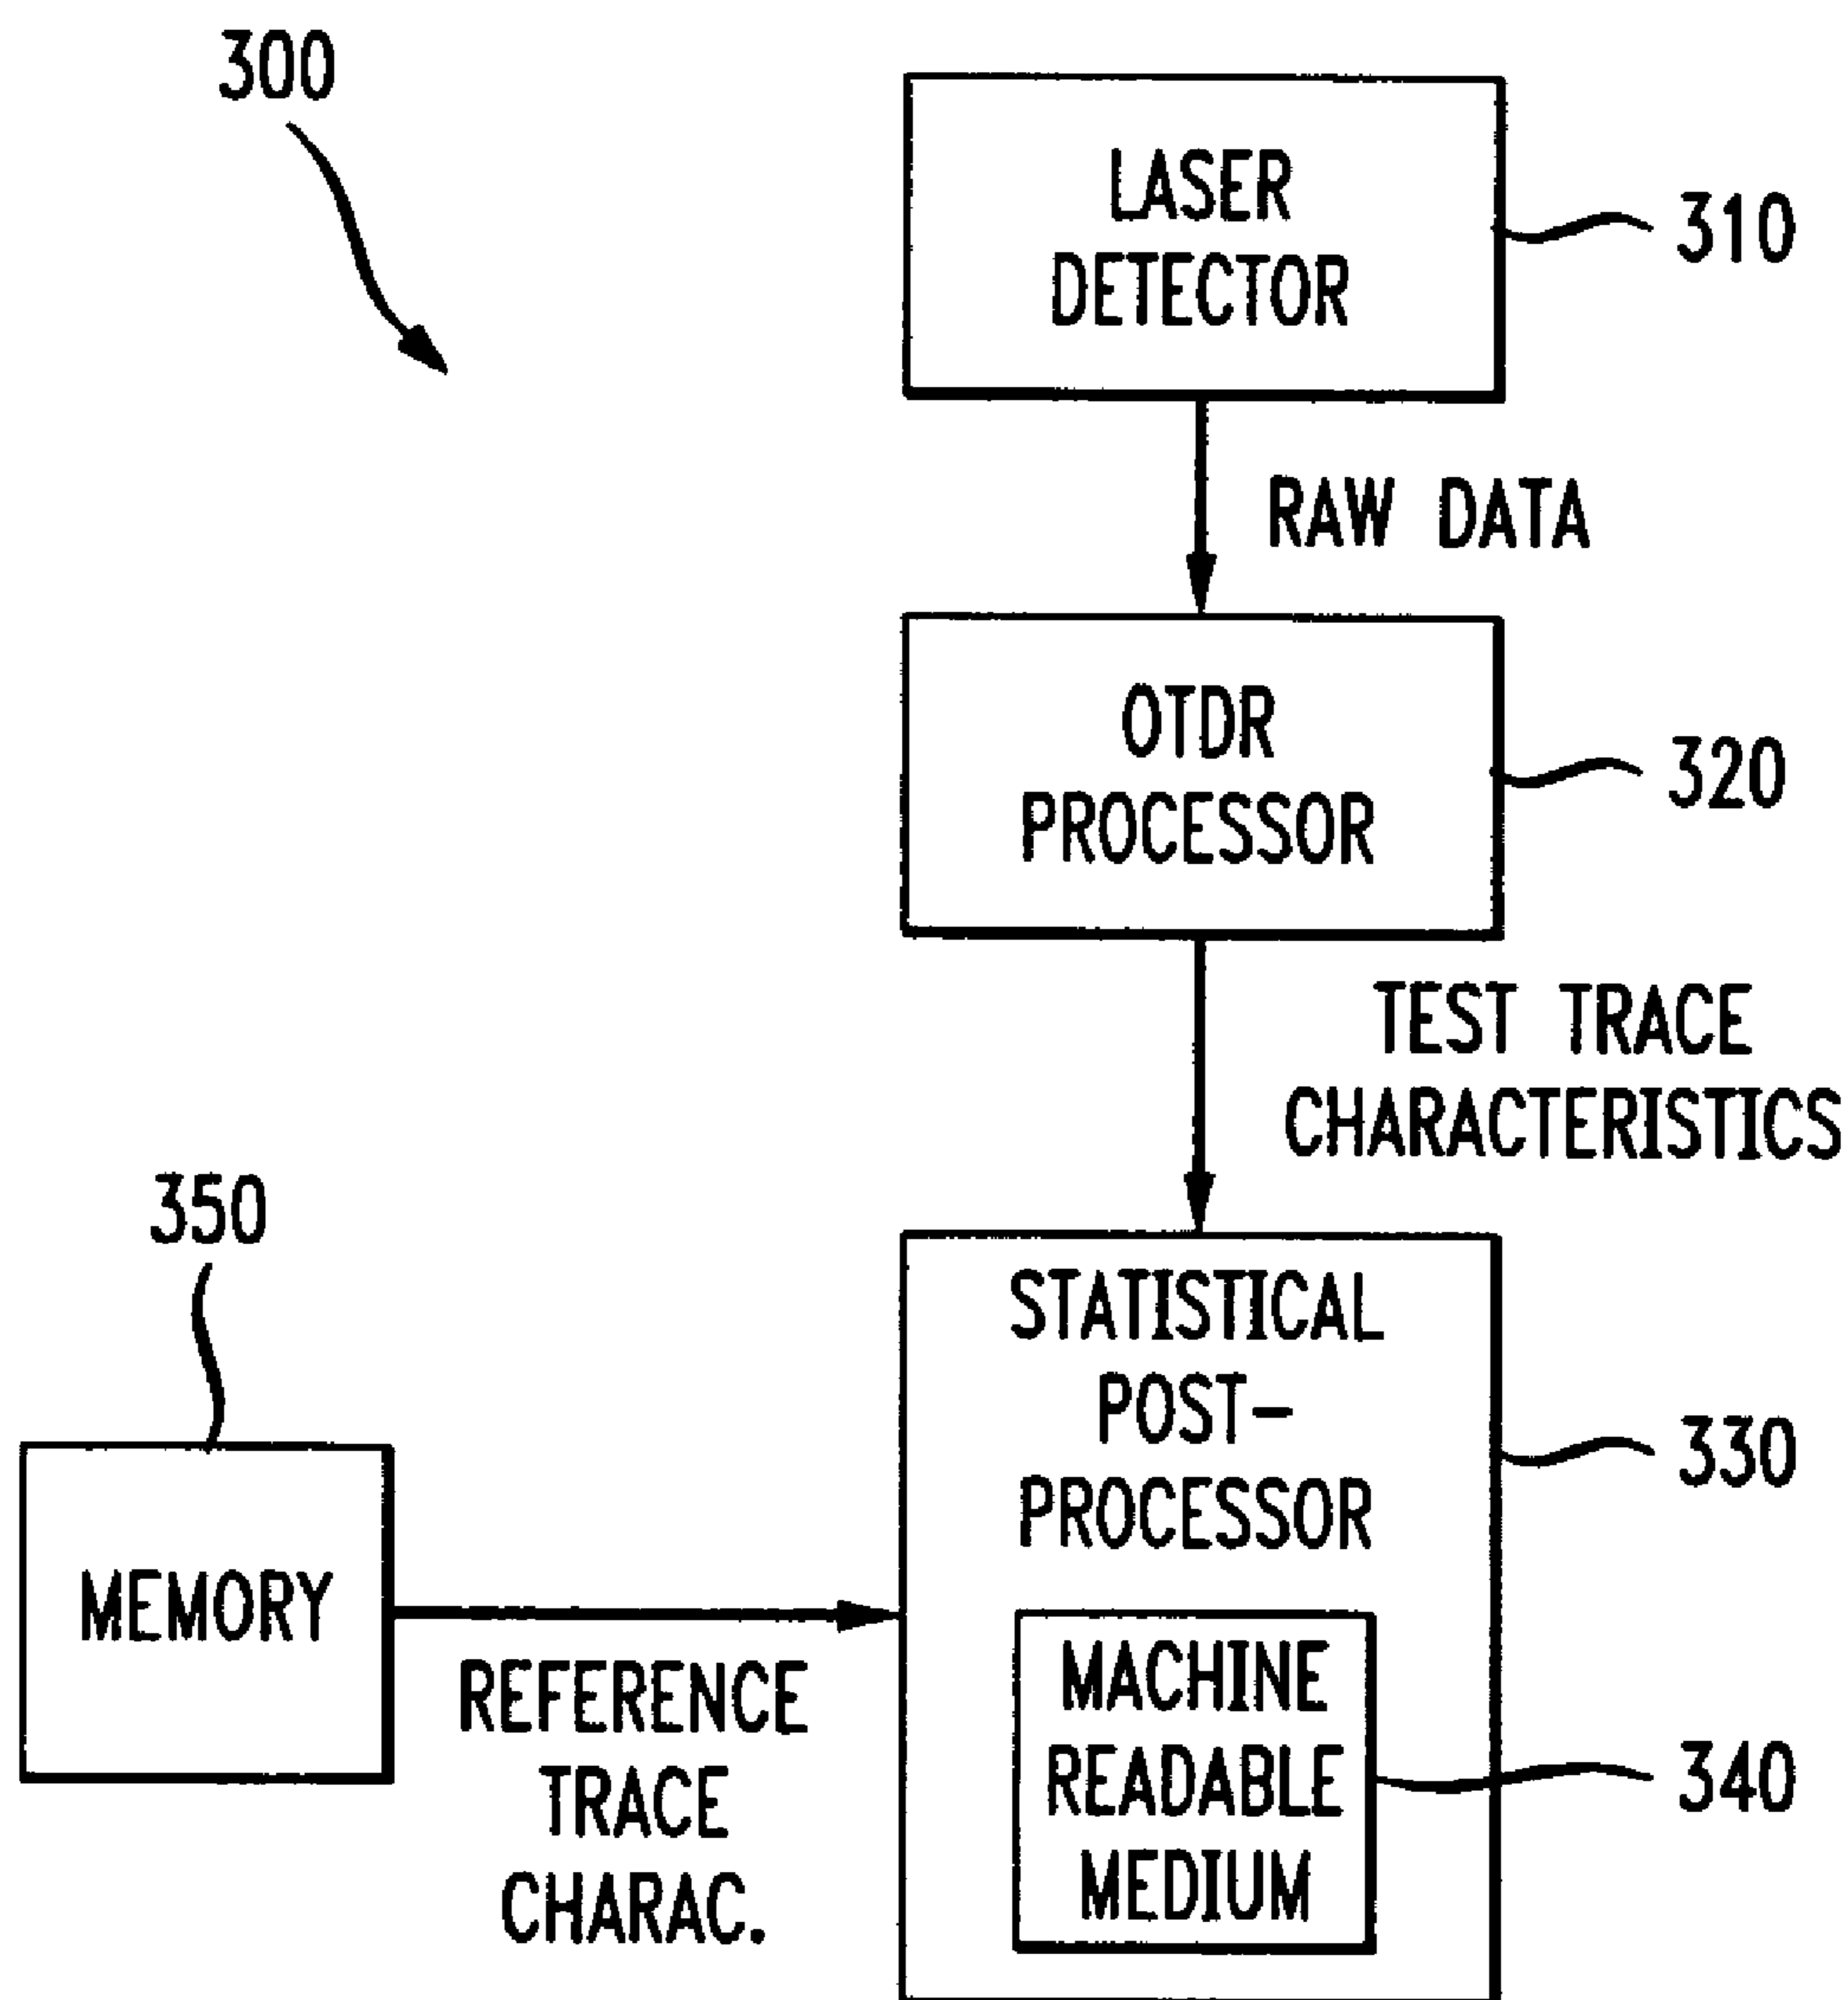 300
LASER
DETECTOR
310
RAW DATA
OTDR
PROCESSOR
320
TEST TRACE
CHARACTERISTICS
350
STATISTICAL
POST-
PROCESSOR
330
MEMORY
REFERENCE
TRACE
CHARAC.
MACHINE
READABLE
MEDIUM
340